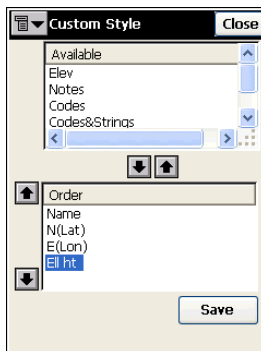 Custom Style Close
Available
Elev
Notes
Codes
Codes&Strings
Order
Name
N(Lat)
E(Lon)
Ell ht
Save